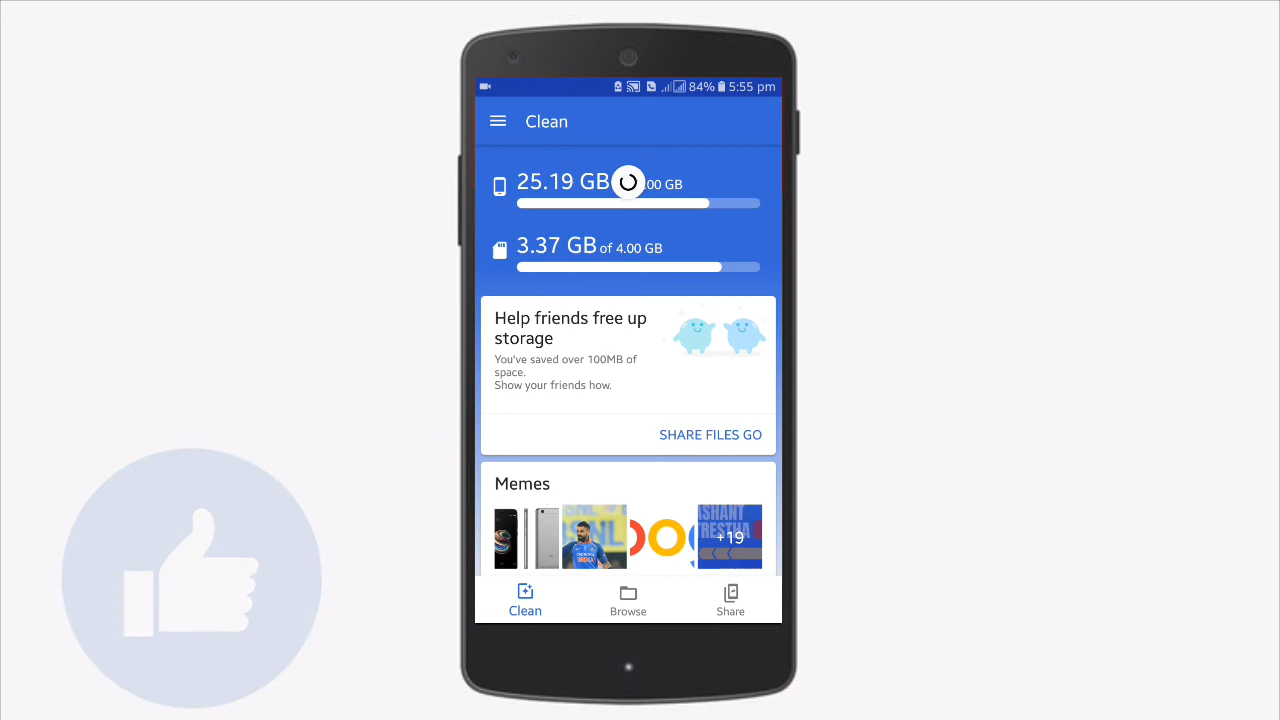 84% 5:55 pm
Clean
25.19 GB .00 GB
3.37 GB of 4.00 GB
Help friends free up
storage
You've saved over 100MB of
space.
Show your friends how.
SHARE FILES GO
Memes
+19
INDIA
Clean Browse Share